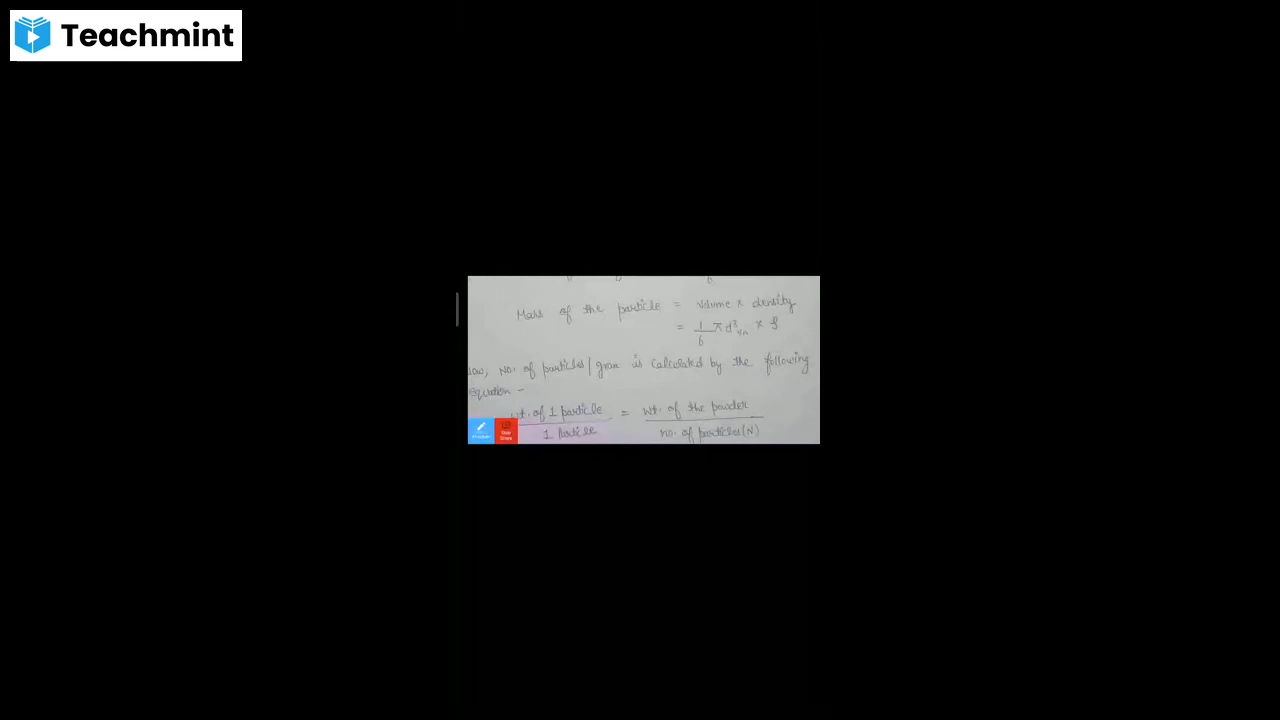 Teachmint
Mass of the particle = volume × density
= 1/6 π d³vn × ρ
Now, No. of particles/gram is calculated by the following
equation -
wt. of 1 particle / 1 particle = wt. of the powder / no. of particles (N)